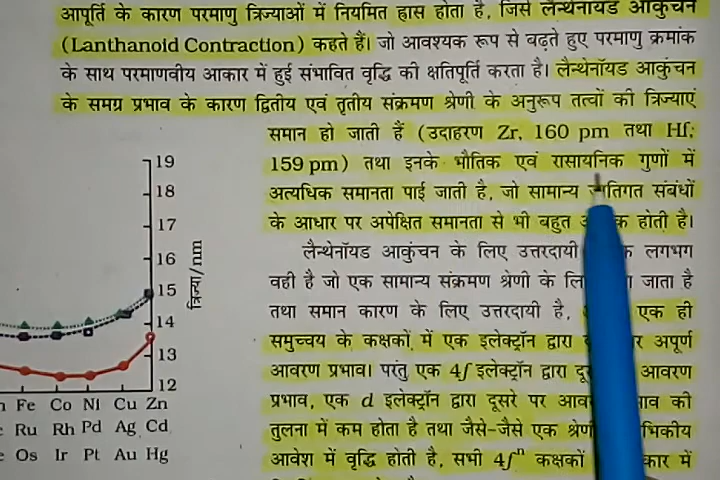 आपूर्ति के कारण परमाणु त्रिज्याओं में नियमित ह्रास होता है, जिसे लैन्थेनॉयड आकुंचन
(Lanthanoid Contraction) कहते हैं। जो आवश्यक रूप से बढ़ते हुए परमाणु क्रमांक
के साथ परमाणवीय आकार में हुई संभावित वृद्धि की क्षतिपूर्ति करता है। लैन्थेनॉयड आकुंचन
के समग्र प्रभाव के कारण द्वितीय एवं तृतीय संक्रमण श्रेणी के अनुरूप तत्वों की त्रिज्याएं
समान हो जाती हैं (उदाहरण Zr, 160 pm तथा Hf;
159 pm) तथा इनके भौतिक एवं रासायनिक गुणों में
अत्यधिक समानता पाई जाती है, जो सामान्य संबंधों
के आधार पर अपेक्षित समानता से भी बहुत होती है।
लैन्थेनॉयड आकुंचन के लिए उत्तरदायी लगभग
वही है जो एक सामान्य संक्रमण श्रेणी के जाता है
तथा समान कारण के लिए उत्तरदायी है, एक ही
समुच्चय के कक्षकों में एक इलेक्ट्रॉन द्वारा अपूर्ण
आवरण प्रभाव। परंतु एक 4f इलेक्ट्रॉन द्वारा आवरण
प्रभाव, एक d इलेक्ट्रॉन द्वारा दूसरे पर की
तुलना में कम होता है तथा जैसे-जैसे एक
आवेश में वृद्धि होती है, सभी 4fⁿ कक्षकों में
19
18
17
16
15
14
13
12
त्रिज्या/nm
Fe Co Ni Cu Zn
Ru Rh Pd Ag Cd
Os Ir Pt Au Hg